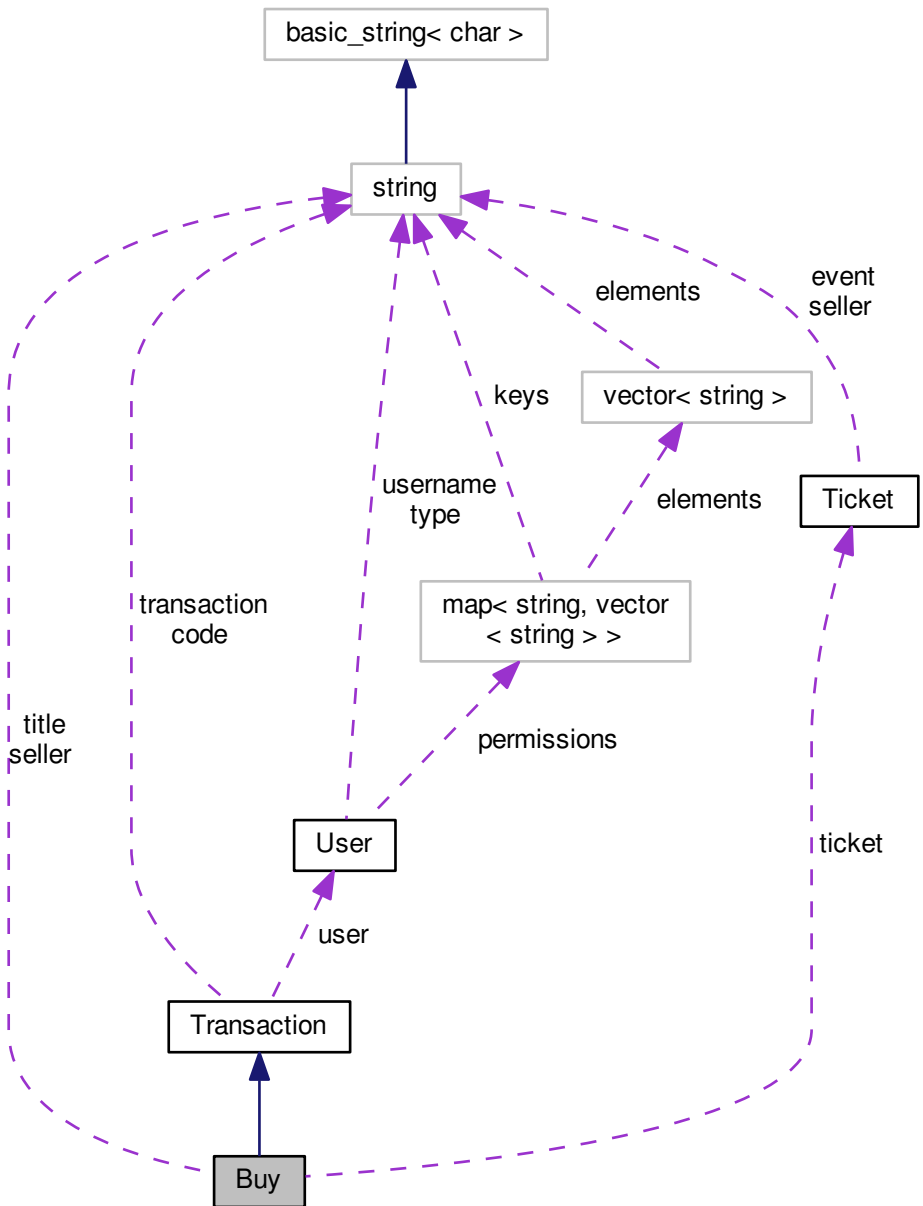 basic_string< char >
string
event
seller
elements
vector< string >
keys
username
type
elements
Ticket
transaction
code
map< string, vector
< string > >
title
seller
permissions
User
ticket
user
Transaction
Buy